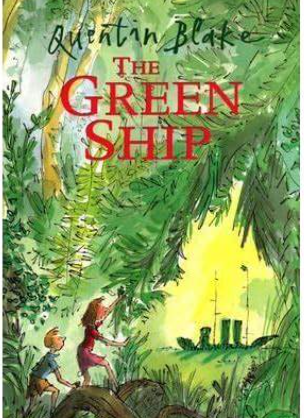 Quentin Blake
THE
GREEN
SHIP